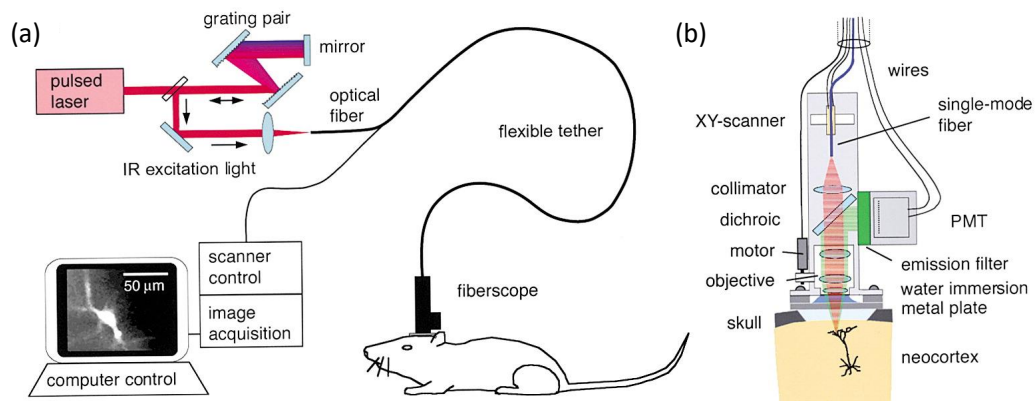 (a)
grating pair
mirror
pulsed
laser
optical
fiber
IR excitation light
flexible tether
scanner
control
50 μm
image
acquisition
fiberscope
computer control
(b)
wires
XY-scanner
single-mode
fiber
collimator
dichroic
PMT
motor
emission filter
objective
water immersion
metal plate
skull
neocortex